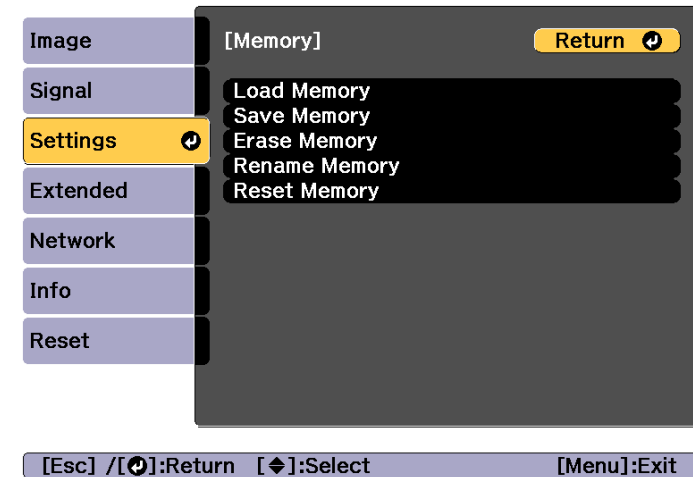 Image
Signal
Settings
Extended
Network
Info
Reset
[Memory]
Return
Load Memory
Save Memory
Erase Memory
Rename Memory
Reset Memory
[Esc] /[⏎]:Return [◆]:Select [Menu]:Exit